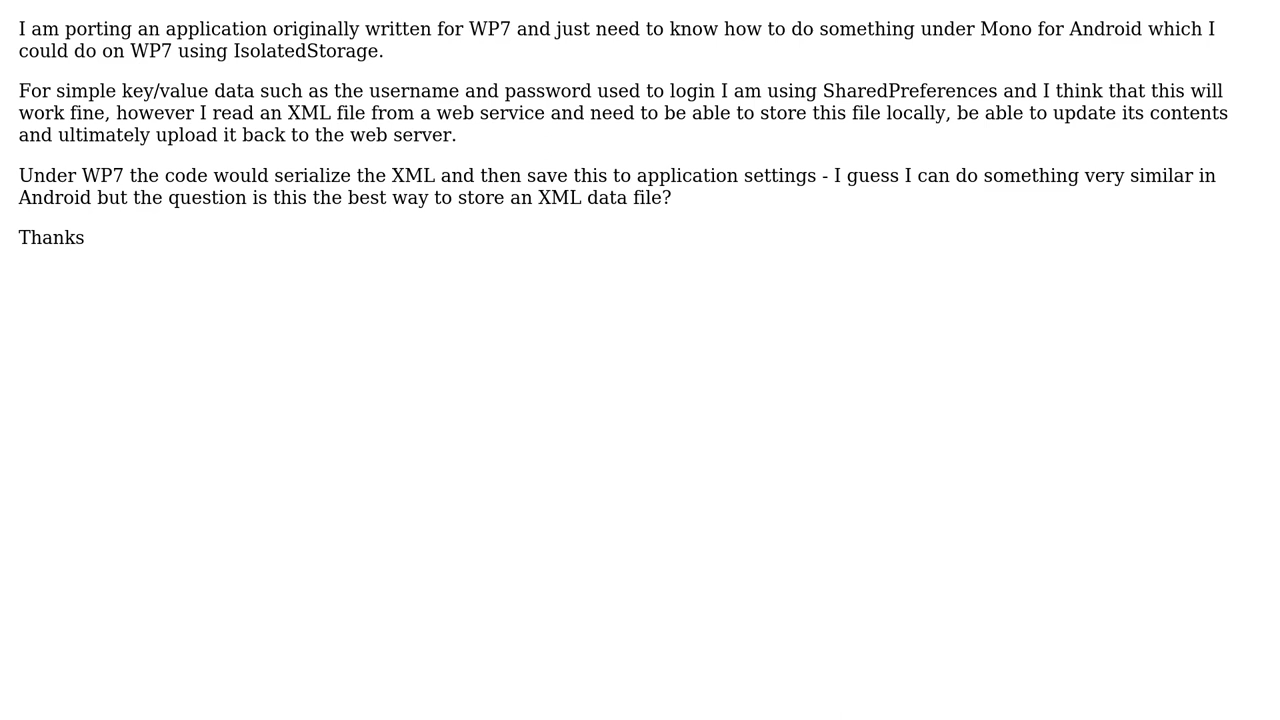 I am porting an application originally written for WP7 and just need to know how to do something under Mono for Android which I
could do on WP7 using IsolatedStorage.
For simple key/value data such as the username and password used to login I am using SharedPreferences and I think that this will
work fine, however I read an XML file from a web service and need to be able to store this file locally, be able to update its contents
and ultimately upload it back to the web server.
Under WP7 the code would serialize the XML and then save this to application settings - I guess I can do something very similar in
Android but the question is this the best way to store an XML data file?
Thanks